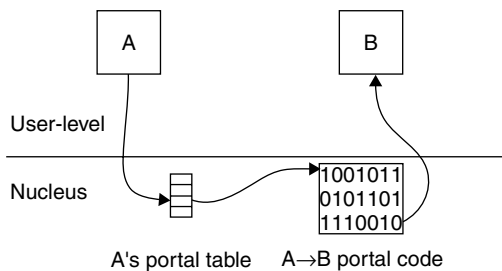 A
B
User-level
Nucleus
1001011
0101101
1110010
A's portal table
A→B portal code